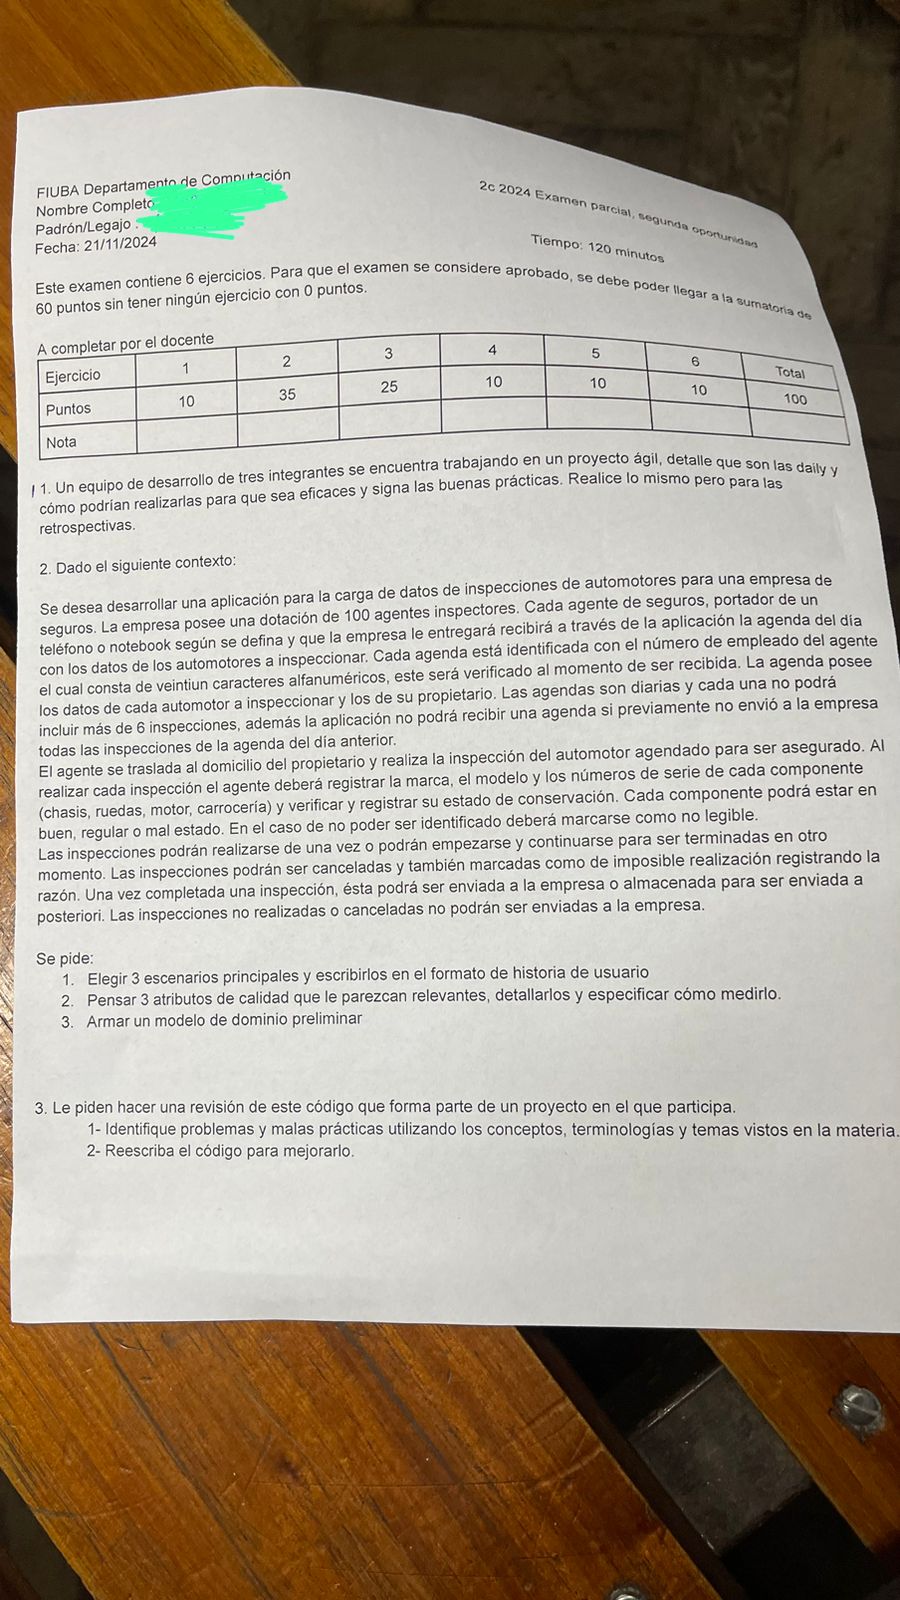 FIUBA Departamento de Computación
2c 2024 Examen parcial, segunda oportunidad
Nombre Completo
Padrón/Legajo :
Fecha: 21/11/2024
Tiempo: 120 minutos
Este examen contiene 6 ejercicios. Para que el examen se considere aprobado, se debe poder llegar a la sumatoria de
60 puntos sin tener ningún ejercicio con 0 puntos.
A completar por el docente
Ejercicio 1 2 3 4 5 6 Total
Puntos 10 35 25 10 10 10 100
Nota
1. Un equipo de desarrollo de tres integrantes se encuentra trabajando en un proyecto ágil, detalle que son las daily y
cómo podrían realizarlas para que sea eficaces y signa las buenas prácticas. Realice lo mismo pero para las
retrospectivas.
2. Dado el siguiente contexto:
Se desea desarrollar una aplicación para la carga de datos de inspecciones de automotores para una empresa de
seguros. La empresa posee una dotación de 100 agentes inspectores. Cada agente de seguros, portador de un
teléfono o notebook según se defina y que la empresa le entregará recibirá a través de la aplicación la agenda del día
con los datos de los automotores a inspeccionar. Cada agenda está identificada con el número de empleado del agente
el cual consta de veintiun caracteres alfanuméricos, este será verificado al momento de ser recibida. La agenda posee
los datos de cada automotor a inspeccionar y los de su propietario. Las agendas son diarias y cada una no podrá
incluir más de 6 inspecciones, además la aplicación no podrá recibir una agenda si previamente no envió a la empresa
todas las inspecciones de la agenda del día anterior.
El agente se traslada al domicilio del propietario y realiza la inspección del automotor agendado para ser asegurado. Al
realizar cada inspección el agente deberá registrar la marca, el modelo y los números de serie de cada componente
(chasis, ruedas, motor, carrocería) y verificar y registrar su estado de conservación. Cada componente podrá estar en
buen, regular o mal estado. En el caso de no poder ser identificado deberá marcarse como no legible.
Las inspecciones podrán realizarse de una vez o podrán empezarse y continuarse para ser terminadas en otro
momento. Las inspecciones podrán ser canceladas y también marcadas como de imposible realización registrando la
razón. Una vez completada una inspección, ésta podrá ser enviada a la empresa o almacenada para ser enviada a
posteriori. Las inspecciones no realizadas o canceladas no podrán ser enviadas a la empresa.
Se pide:
1. Elegir 3 escenarios principales y escribirlos en el formato de historia de usuario
2. Pensar 3 atributos de calidad que le parezcan relevantes, detallarlos y especificar cómo medirlo.
3. Armar un modelo de dominio preliminar
3. Le piden hacer una revisión de este código que forma parte de un proyecto en el que participa.
1- Identifique problemas y malas prácticas utilizando los conceptos, terminologías y temas vistos en la materia.
2- Reescriba el código para mejorarlo.